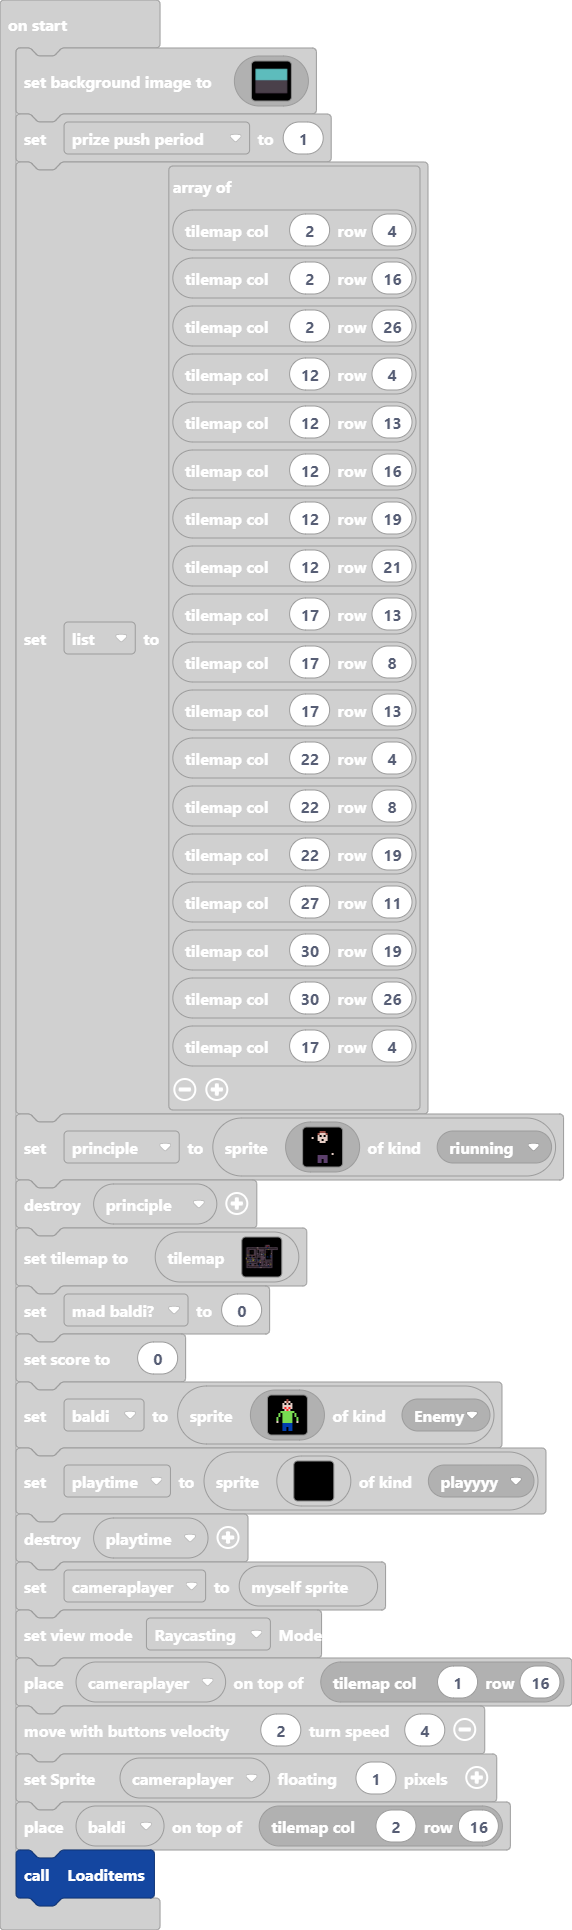 on start
set background image to
set prize push period to 1
array of
tilemap col 2 row 4
tilemap col 2 row 16
tilemap col 2 row 26
tilemap col 12 row 4
tilemap col 12 row 13
tilemap col 12 row 16
tilemap col 12 row 19
tilemap col 12 row 21
tilemap col 17 row 13
set list to
tilemap col 17 row 8
tilemap col 17 row 13
tilemap col 22 row 4
tilemap col 22 row 8
tilemap col 22 row 19
tilemap col 27 row 11
tilemap col 30 row 19
tilemap col 30 row 26
tilemap col 17 row 4
set principle to sprite of kind riunning
destroy principle
set tilemap to tilemap
set mad baldi? to 0
set score to 0
set baldi to sprite of kind Enemy
set playtime to sprite of kind playyyy
destroy playtime
set cameraplayer to myself sprite
set view mode Raycasting Mode
place cameraplayer on top of tilemap col 1 row 16
move with buttons velocity 2 turn speed 4
set Sprite cameraplayer floating 1 pixels
place baldi on top of tilemap col 2 row 16
call Loaditems